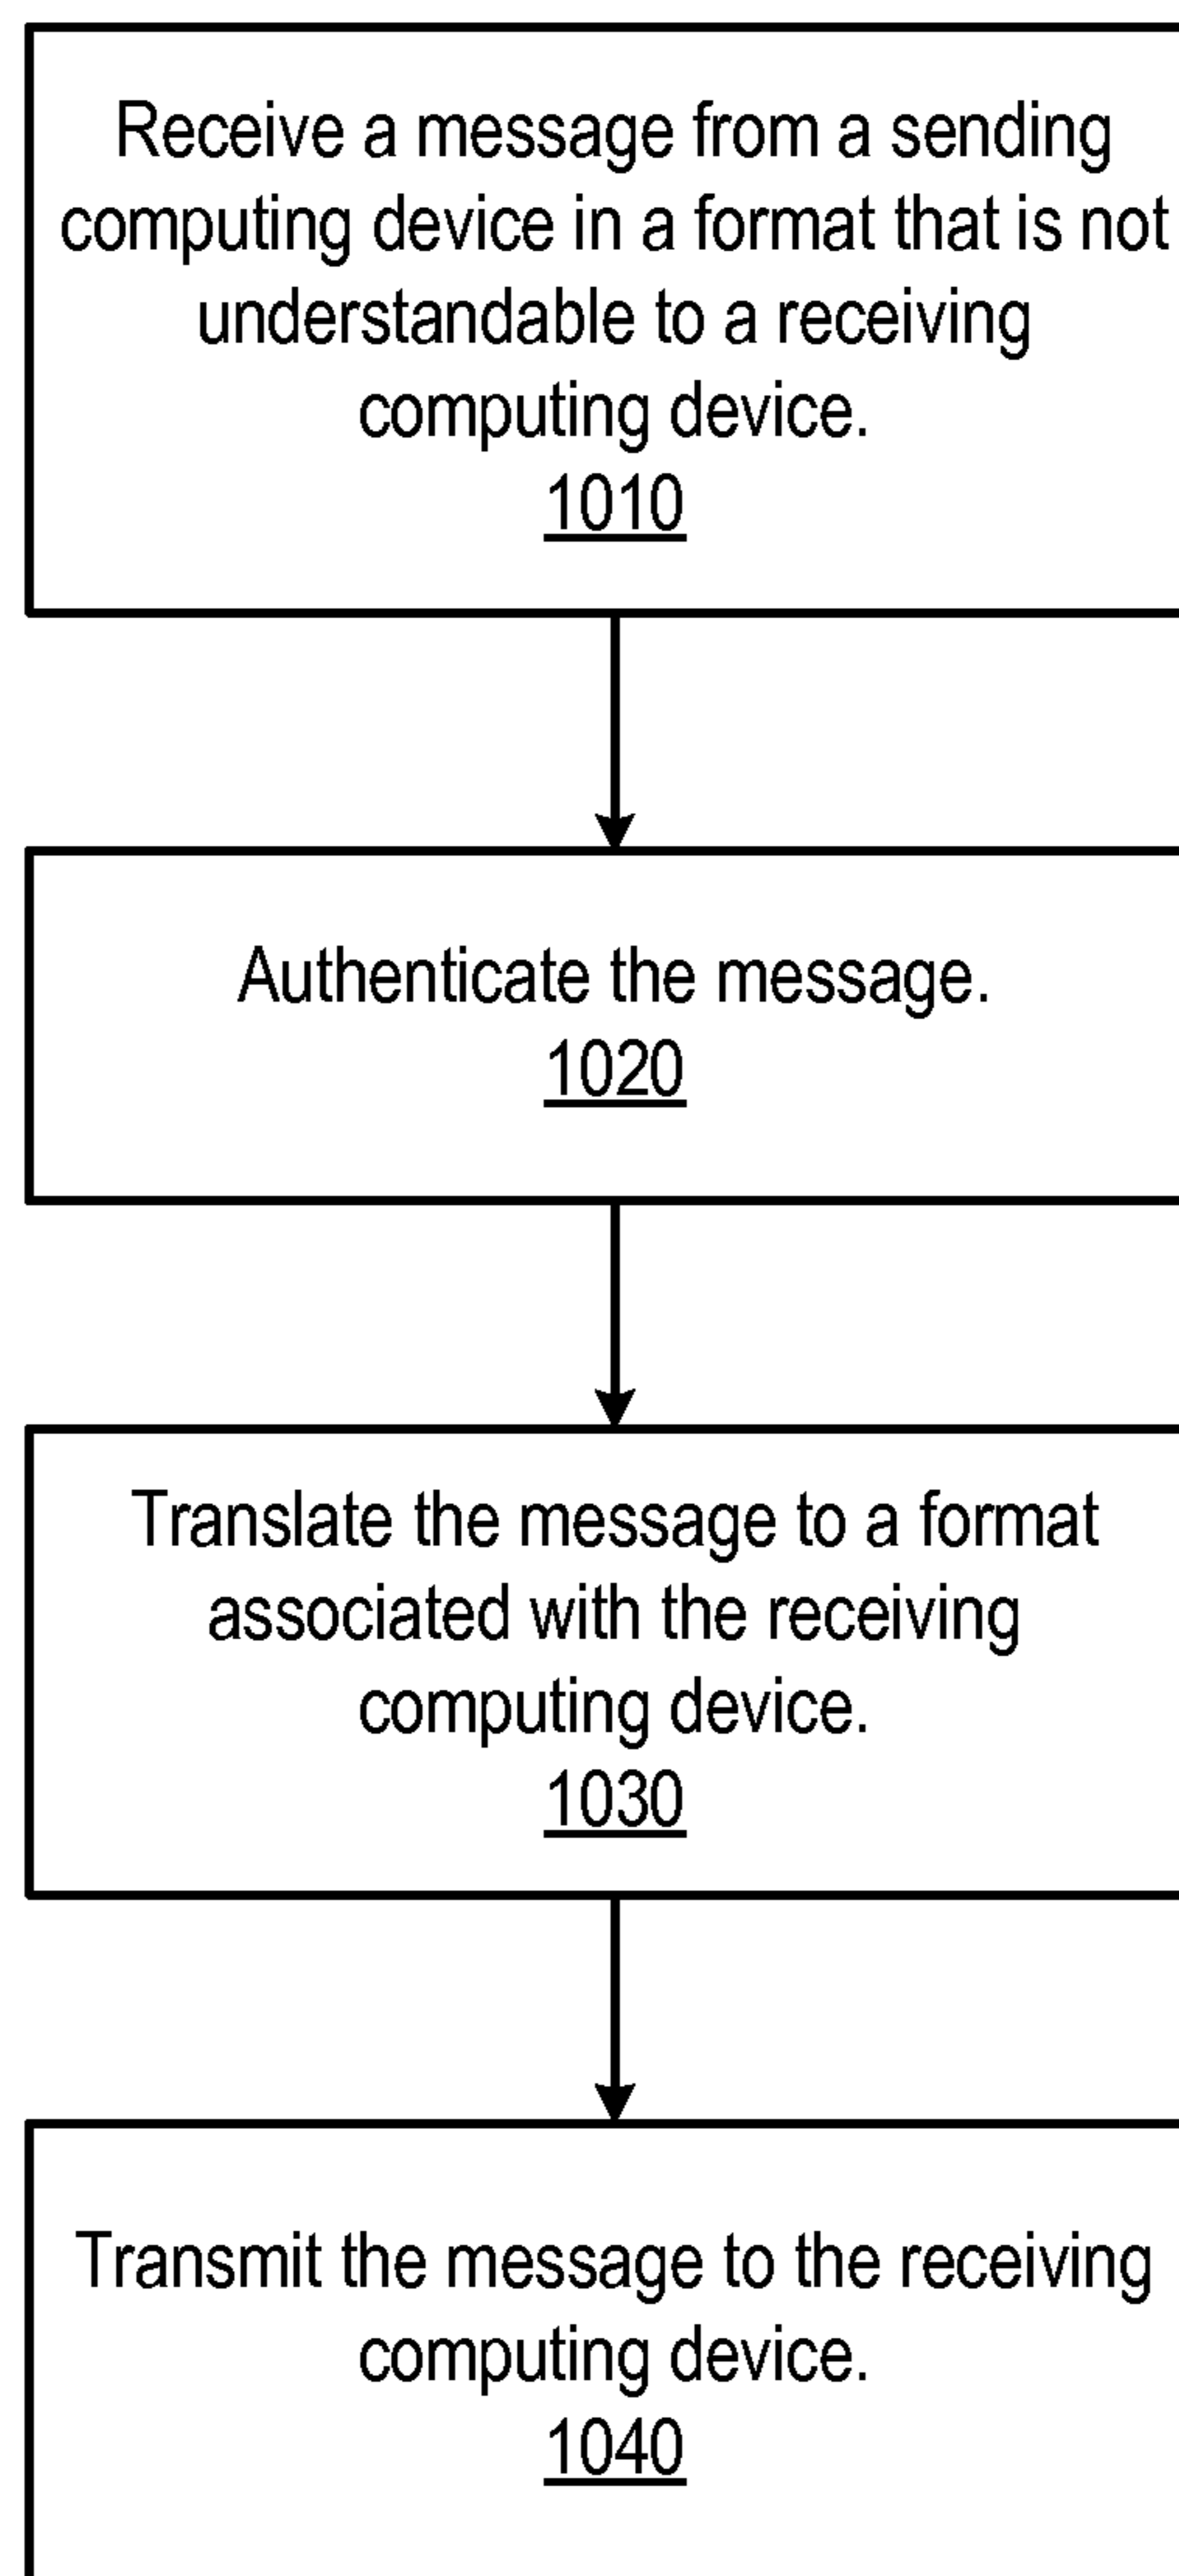 Receive a message from a sending
computing device in a format that is not
understandable to a receiving
computing device.
1010
Authenticate the message.
1020
Translate the message to a format
associated with the receiving
computing device.
1030
Transmit the message to the receiving
computing device.
1040